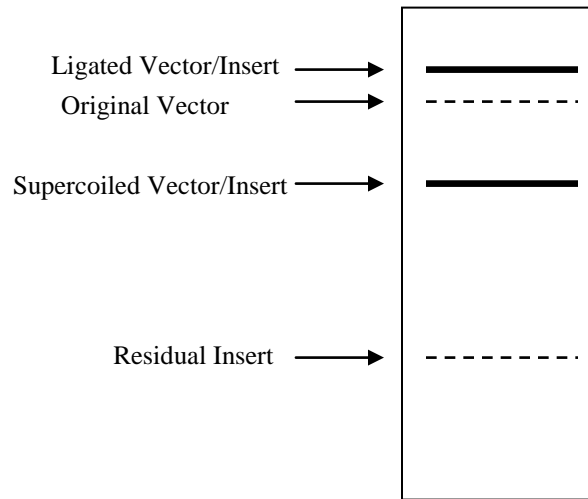 Ligated Vector/Insert
Original Vector
Supercoiled Vector/Insert
Residual Insert